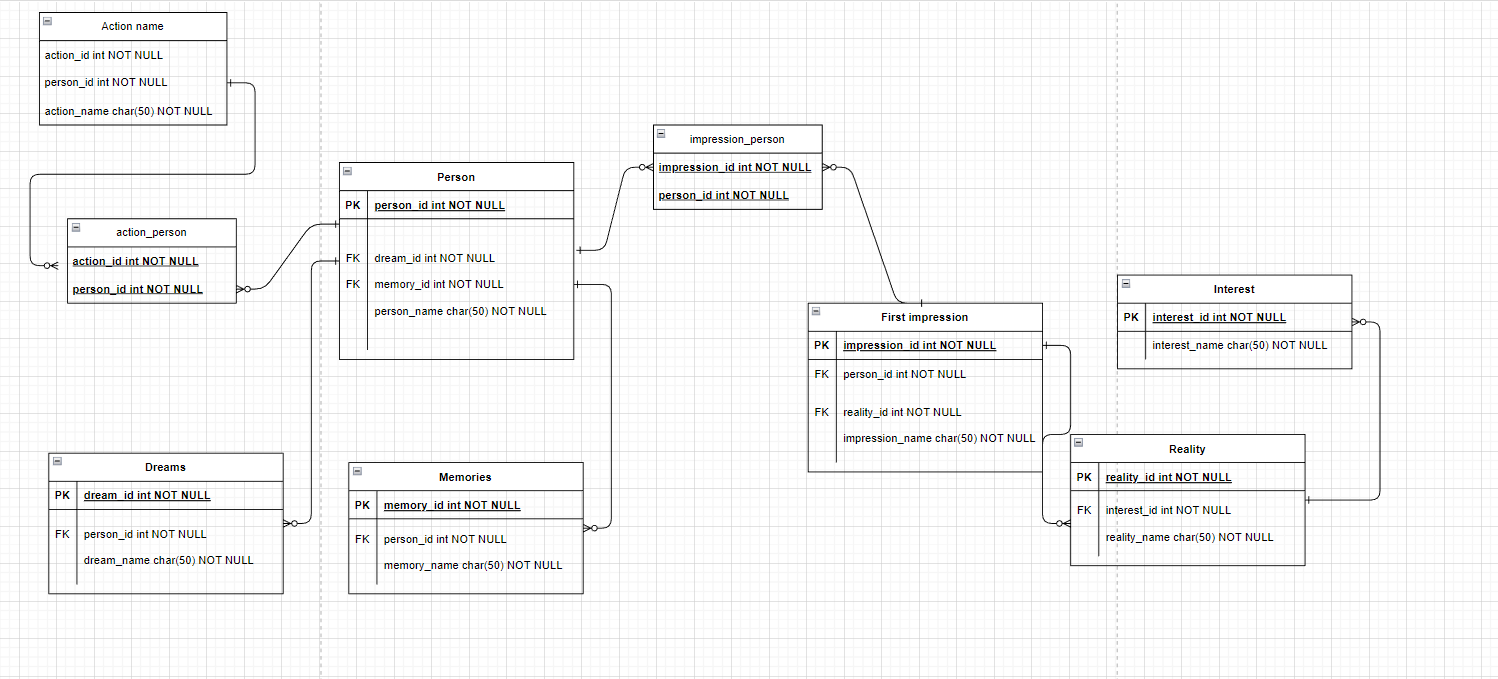 Action name
action_id int NOT NULL
person_id int NOT NULL
action_name char(50) NOT NULL
action_person
action_id int NOT NULL
person_id int NOT NULL
Person
PK person_id int NOT NULL
FK dream_id int NOT NULL
FK memory_id int NOT NULL
person_name char(50) NOT NULL
impression_person
impression_id int NOT NULL
person_id int NOT NULL
First impression
PK impression_id int NOT NULL
FK person_id int NOT NULL
FK reality_id int NOT NULL
impression_name char(50) NOT NULL
Interest
PK interest_id int NOT NULL
interest_name char(50) NOT NULL
Reality
PK reality_id int NOT NULL
FK interest_id int NOT NULL
reality_name char(50) NOT NULL
Dreams
PK dream_id int NOT NULL
FK person_id int NOT NULL
dream_name char(50) NOT NULL
Memories
PK memory_id int NOT NULL
FK person_id int NOT NULL
memory_name char(50) NOT NULL